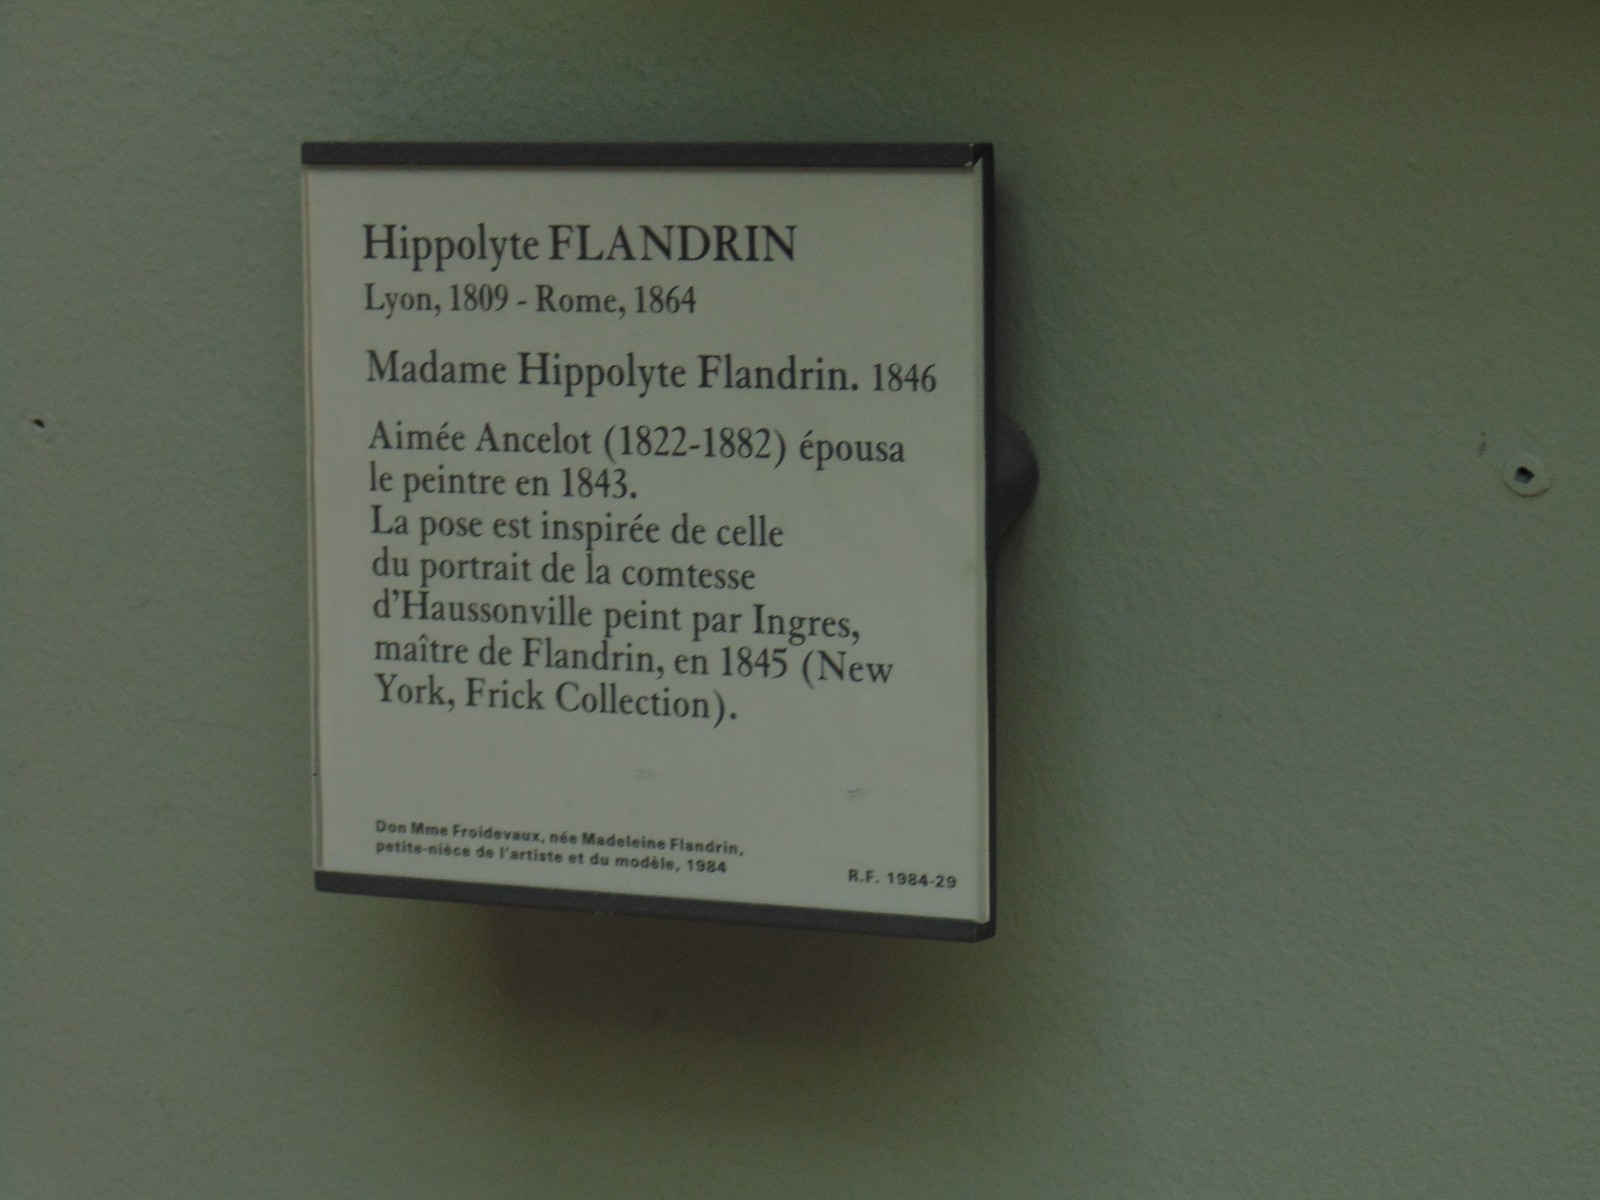 Hippolyte FLANDRIN
Lyon, 1809 - Rome, 1864
Madame Hippolyte Flandrin. 1846
Aimée Ancelot (1822-1882) épousa
le peintre en 1843.
La pose est inspirée de celle
du portrait de la comtesse
d'Haussonville peint par Ingres,
maître de Flandrin, en 1845 (New
York, Frick Collection).
Don Mme Froidevaux, née Madeleine Flandrin,
petite-nièce de l'artiste et du modèle, 1984
R.F. 1984-29